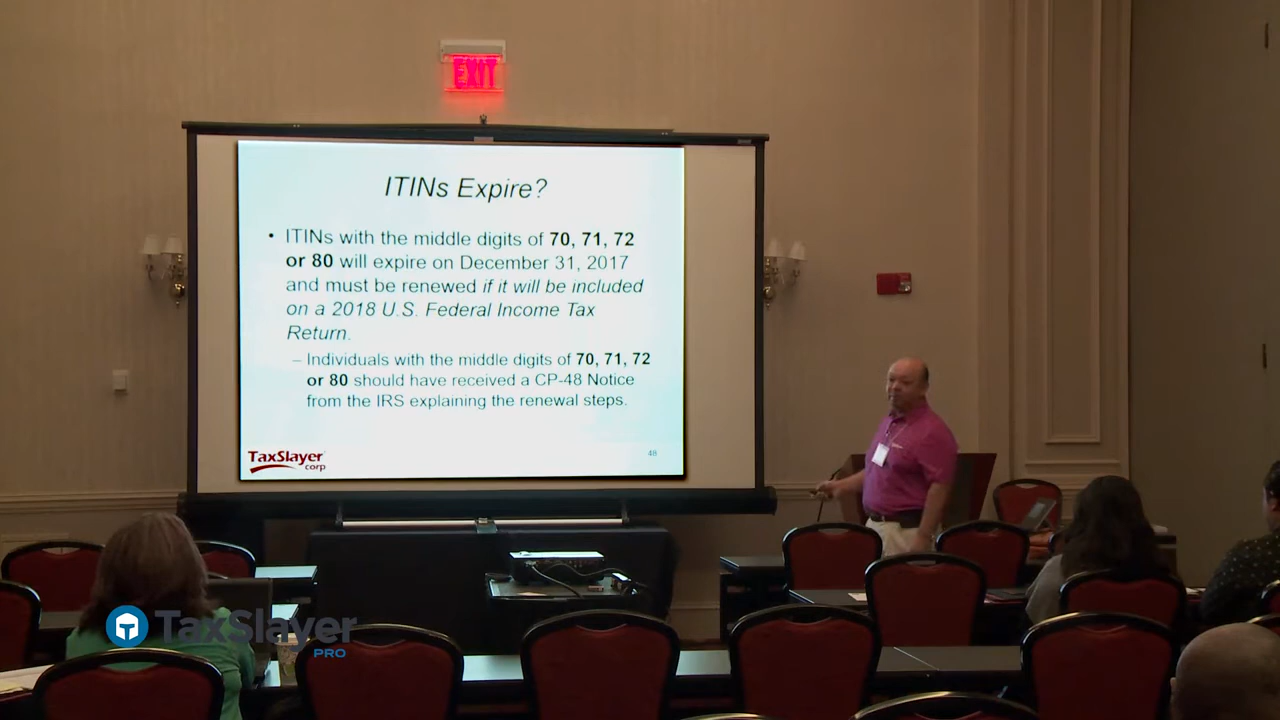 EXIT
ITINs Expire?
• ITINs with the middle digits of 70, 71, 72
or 80 will expire on December 31, 2017
and must be renewed if it will be included
on a 2018 U.S. Federal Income Tax
Return.
– Individuals with the middle digits of 70, 71, 72
or 80 should have received a CP-48 Notice
from the IRS explaining the renewal steps.
TaxSlayer
corp
48
TaxSlayer
PRO